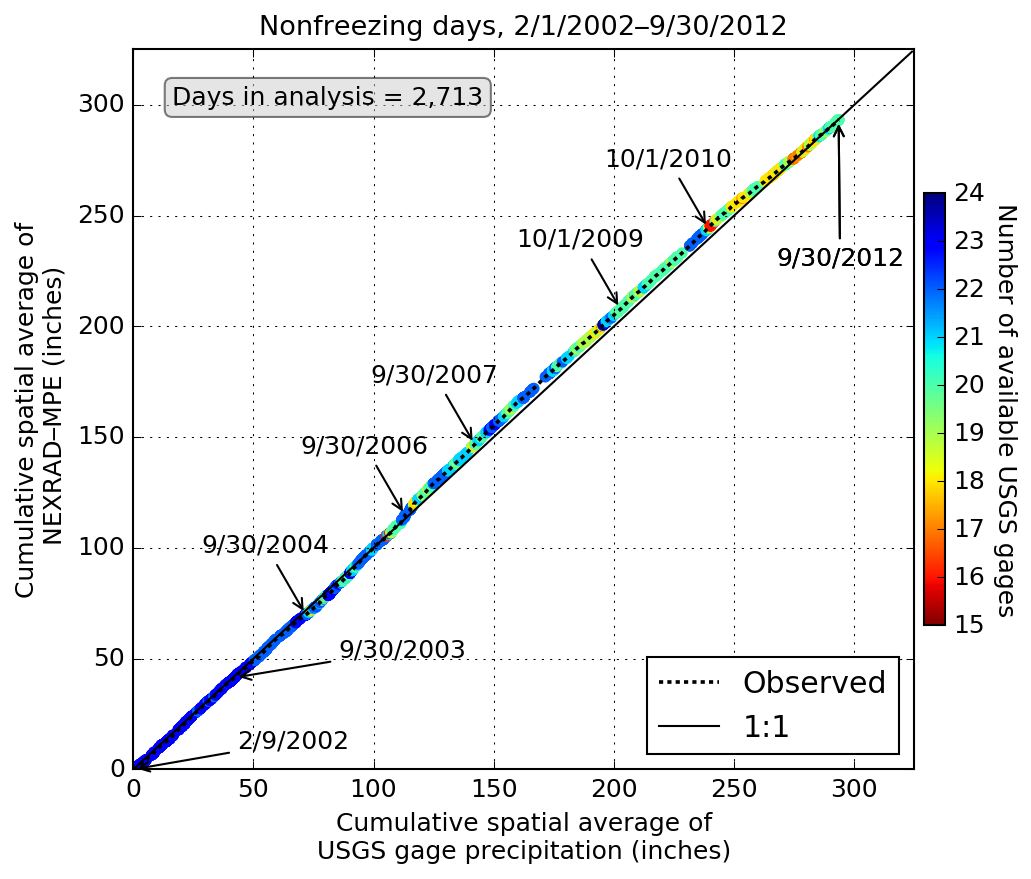 Nonfreezing days, 2/1/2002–9/30/2012
Days in analysis = 2,713
Cumulative spatial average of
NEXRAD–MPE (inches)
300
250
200
150
100
50
0
10/1/2010
10/1/2009
9/30/2012
9/30/2007
9/30/2006
9/30/2004
9/30/2003
2/9/2002
Observed
1:1
0 50 100 150 200 250 300
Cumulative spatial average of
USGS gage precipitation (inches)
24
23
22
21
20
19
18
17
16
15
Number of available USGS gages